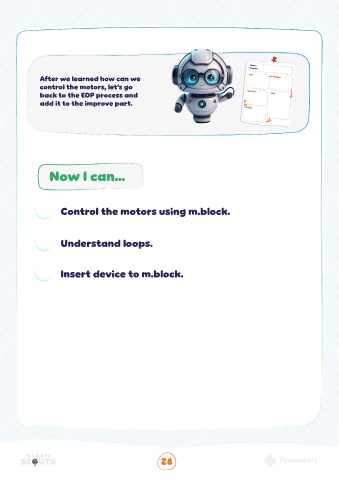 After we learned how can we
control the motors, let's go
back to the EDP process and
add it to the improve part.
Now I can...
Control the motors using m.block.
Understand loops.
Insert device to m.block.
SCOUTS
28